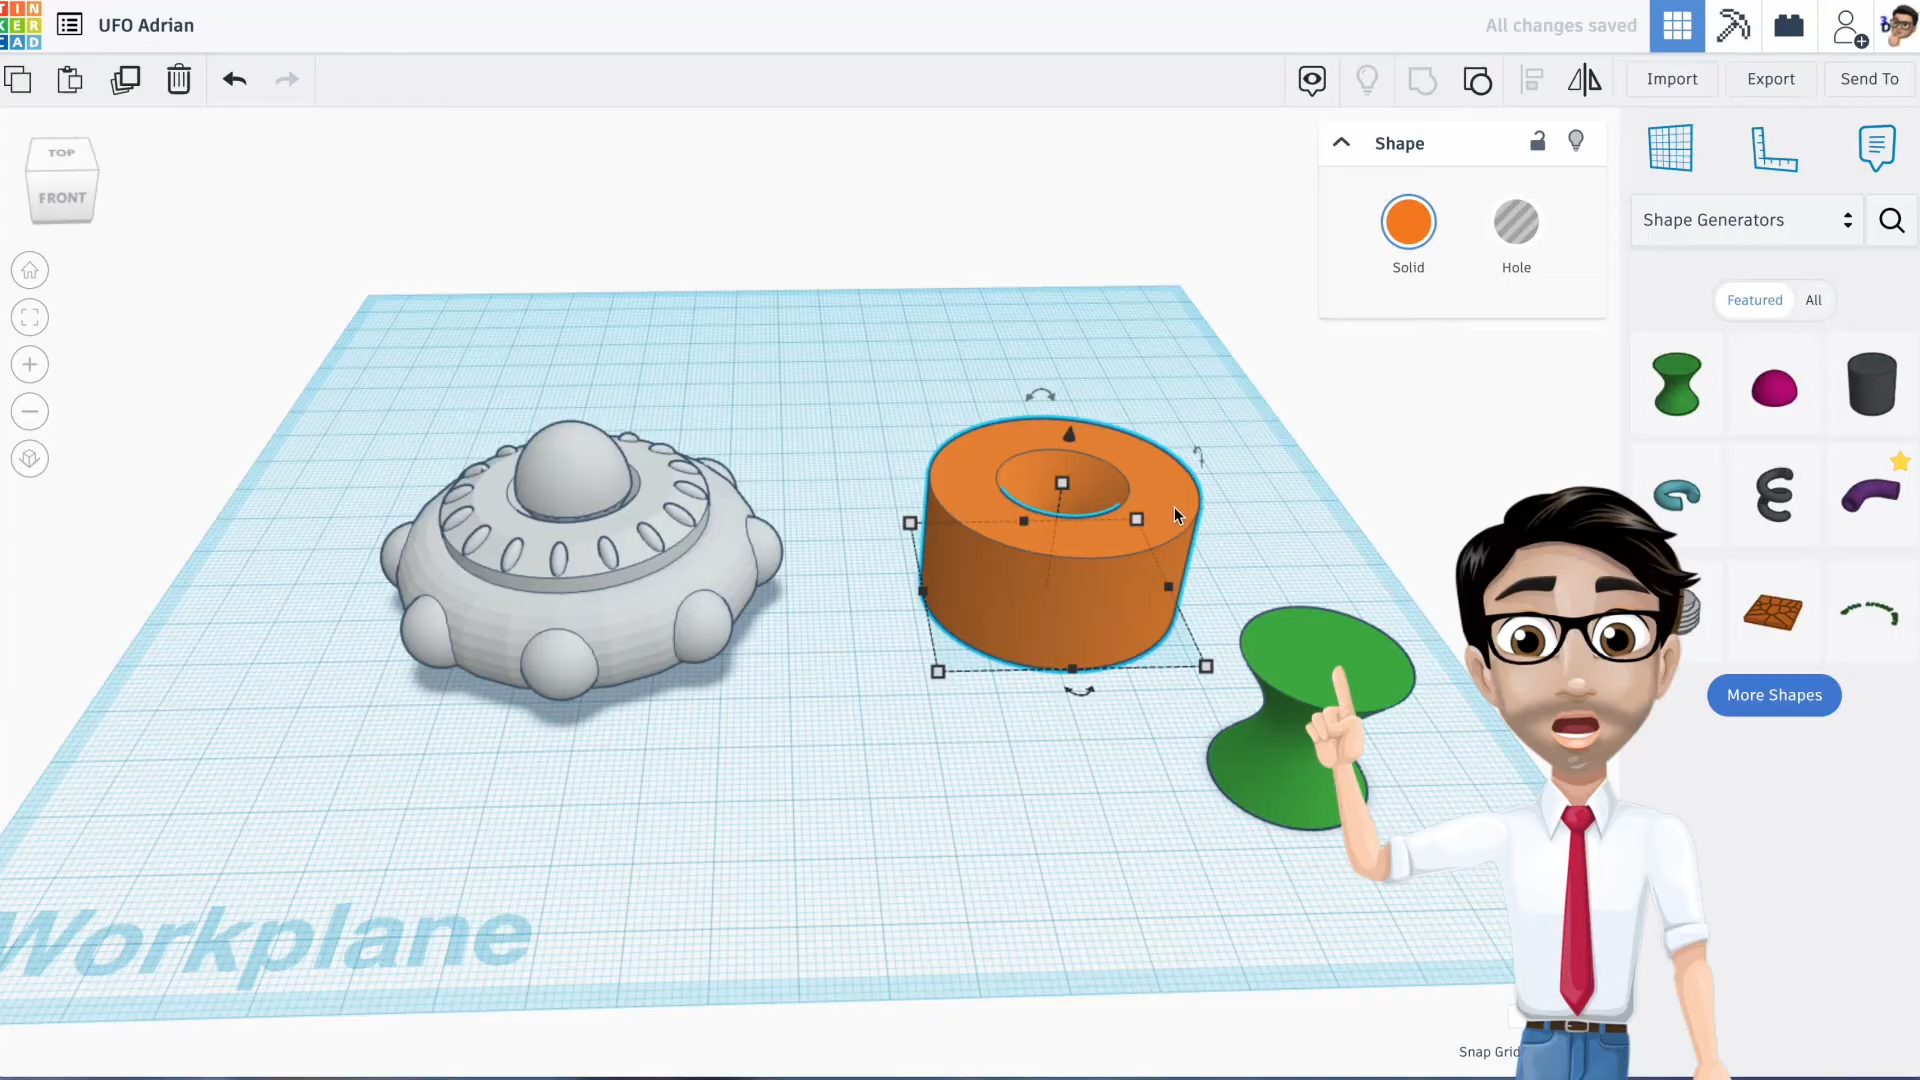 TIN
KER
CAD
UFO Adrian
All changes saved
Import
Export
Send To
TOP
FRONT
Shape
Solid
Hole
Shape Generators
Featured
All
More Shapes
Workplane
Snap Grid